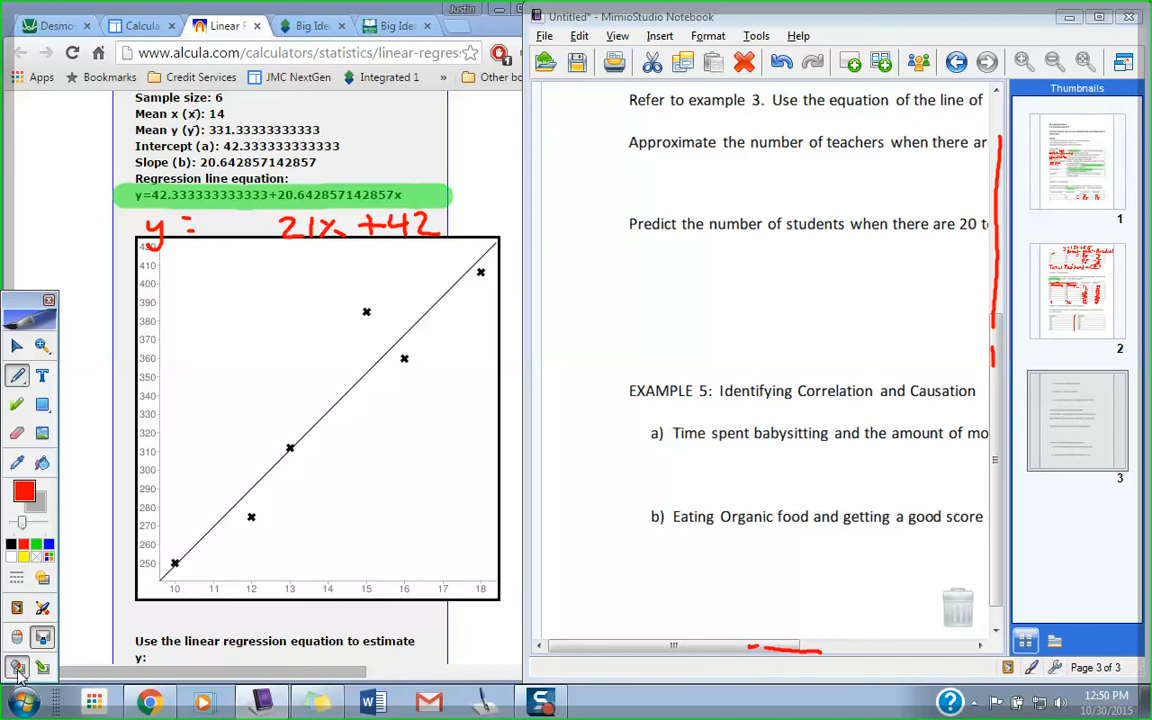 Justin
Desmo
Calcula
Linear F
Big Ide
Big Ide
www.alcula.com/calculators/statistics/linear-regres
Apps
Bookmarks
Credit Services
JMC NextGen
Integrated 1
»
Other bo
Sample size: 6
Mean x (x̄): 14
Mean y (ȳ): 331.33333333333
Intercept (a): 42.333333333333
Slope (b): 20.642857142857
Regression line equation:
y=42.333333333333+20.642857142857x
y = 21x +42
420
410
400
390
380
370
360
350
340
330
320
310
300
290
280
270
260
250
10 11 12 13 14 15 16 17 18
Use the linear regression equation to estimate
y:
Untitled* - MimioStudio Notebook
File Edit View Insert Format Tools Help
Refer to example 3. Use the equation of the line of
Approximate the number of teachers when there ar
Predict the number of students when there are 20 t
EXAMPLE 5: Identifying Correlation and Causation
a) Time spent babysitting and the amount of mo
b) Eating Organic food and getting a good score
Thumbnails
1
2
3
Page 3 of 3
12:50 PM
10/30/2015